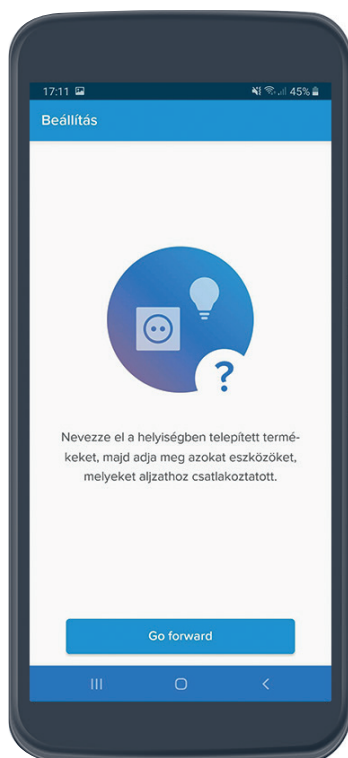 17:11 45%
Beállítás
?
Nevezze el a helyiségben telepített termé-
keket, majd adja meg azokat eszközöket,
melyeket aljzathoz csatlakoztatott.
Go forward